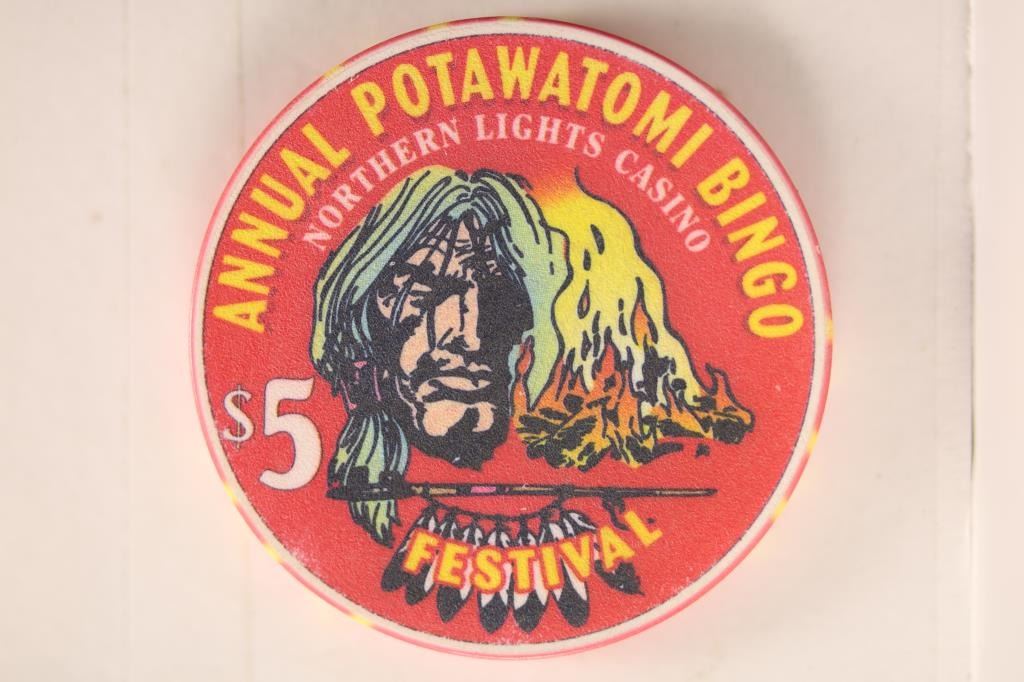 ANNUAL POTAWATOMI BINGO
NORTHERN LIGHTS CASINO
$5
FESTIVAL